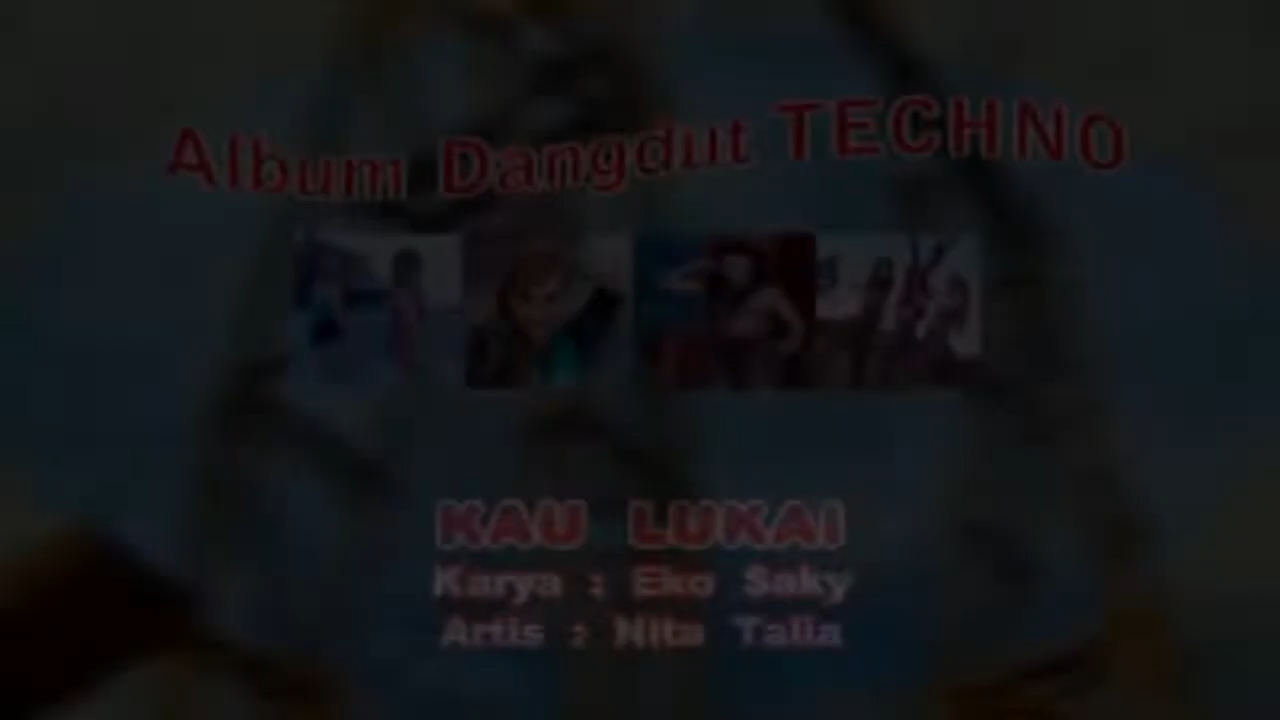 Album Dangdut TECHNO
KAU LUKAI
Karya : Eko Saky
Artis : Nita Talia